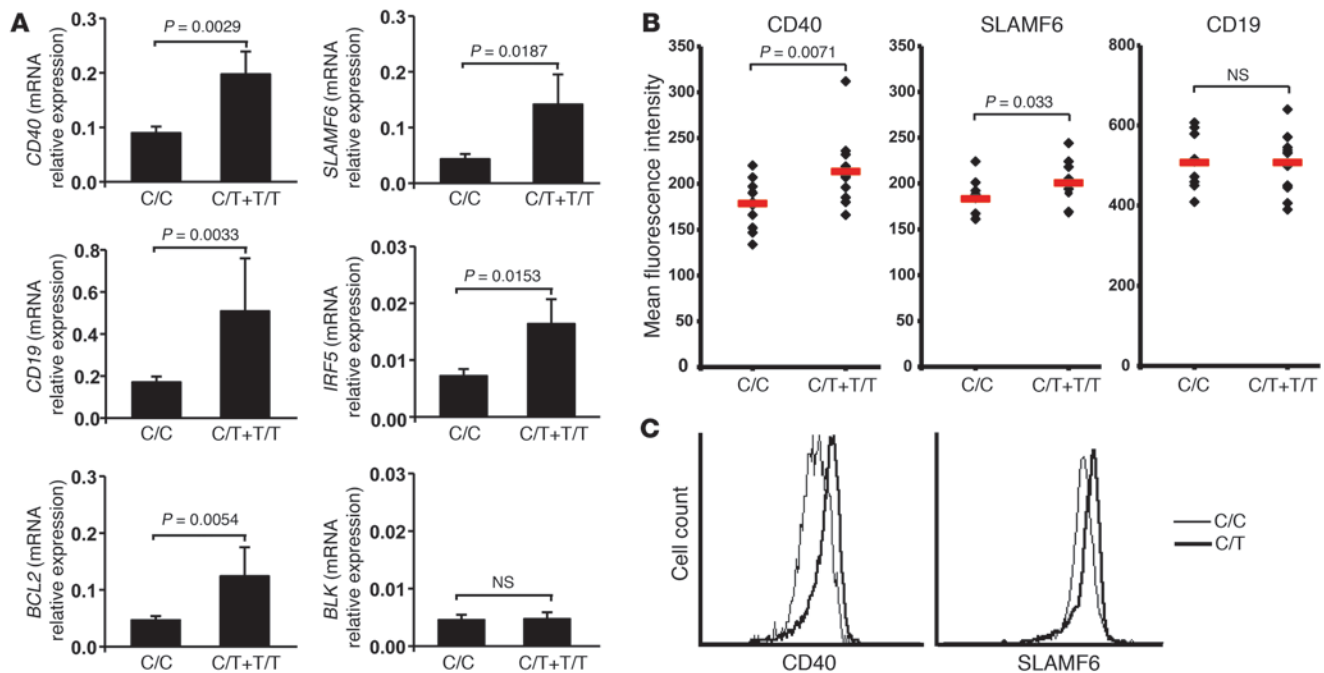 A
CD40 (mRNA
relative expression)
0.3
0.2
0.1
0.0
P = 0.0029
C/C
C/T+T/T
SLAMF6 (mRNA
relative expression)
0.3
0.2
0.1
0.0
P = 0.0187
C/C
C/T+T/T
CD19 (mRNA
relative expression)
0.8
0.6
0.4
0.2
0.0
P = 0.0033
C/C
C/T+T/T
IRF5 (mRNA
relative expression)
0.03
0.02
0.01
0.00
P = 0.0153
C/C
C/T+T/T
BCL2 (mRNA
relative expression)
0.3
0.2
0.1
0.0
P = 0.0054
C/C
C/T+T/T
BLK (mRNA
relative expression)
0.03
0.02
0.01
0.00
NS
C/C
C/T+T/T
B
Mean fluorescence intensity
CD40
350
300
250
200
150
100
50
0
P = 0.0071
C/C
C/T+T/T
SLAMF6
350
300
250
200
150
100
50
0
P = 0.033
C/C
C/T+T/T
CD19
800
600
400
200
0
NS
C/C
C/T+T/T
C
Cell count
CD40
SLAMF6
C/C
C/T